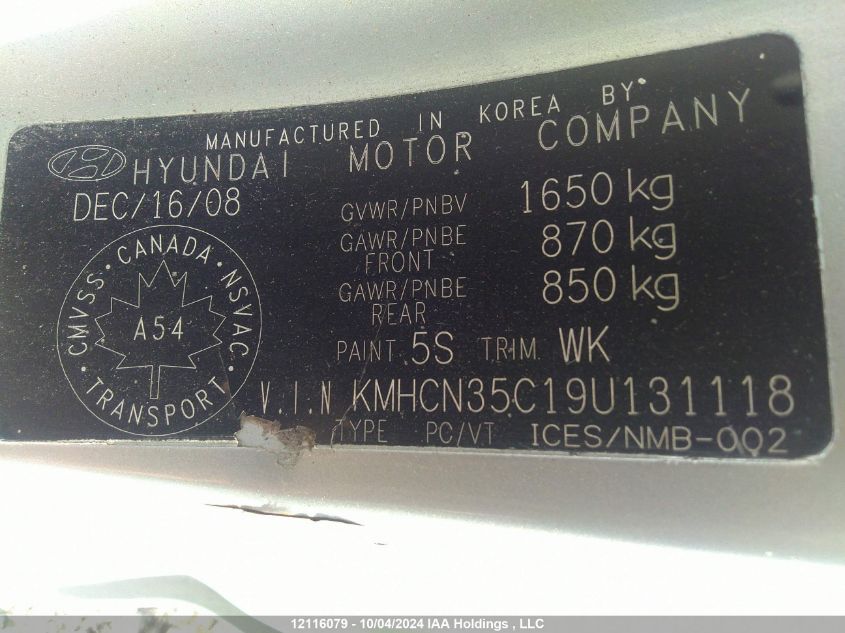 MANUFACTURED IN KOREA BY
HYUNDAI MOTOR COMPANY
DEC/16/08
GVWR/PNBV 1650 kg
GAWR/PNBE FRONT 870 kg
GAWR/PNBE REAR 850 kg
CANADA · NSVAC · TRANSPORT · CMVSS ·
A54
PAINT 5S TRIM WK
V.I.N KMHCN35C19U131118
TYPE PC/VT ICES/NMB-002
12116079 - 10/04/2024 IAA Holdings , LLC